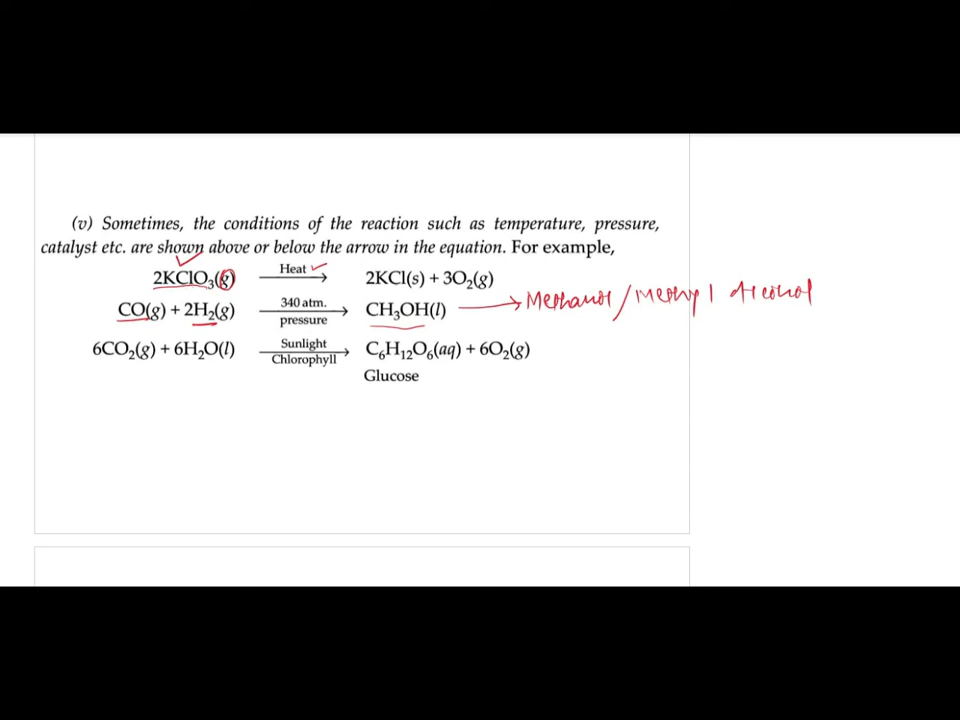 (v) Sometimes, the conditions of the reaction such as temperature, pressure,
catalyst etc. are shown above or below the arrow in the equation. For example,
2KClO₃(g) —Heat→ 2KCl(s) + 3O₂(g)
CO(g) + 2H₂(g) —340 atm. pressure→ CH₃OH(l) → Methanol / Methyl Alcohol
6CO₂(g) + 6H₂O(l) —Sunlight Chlorophyll→ C₆H₁₂O₆(aq) + 6O₂(g)
Glucose